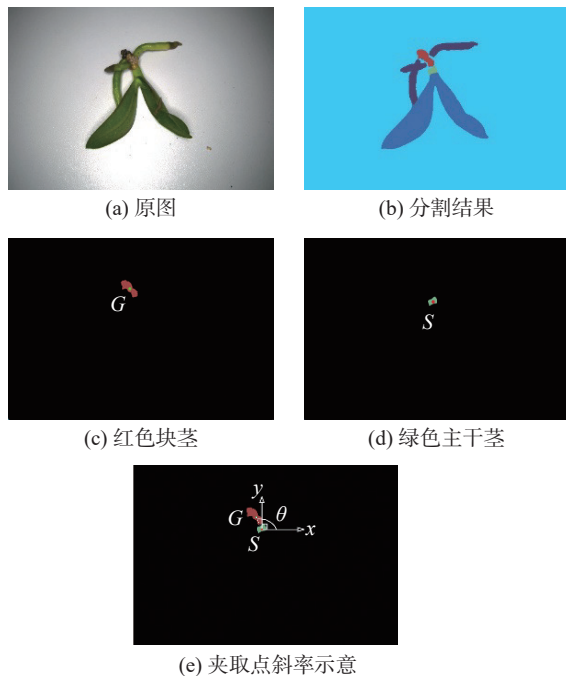 (a) 原图
(b) 分割结果
G
S
(c) 红色块茎
(d) 绿色主干茎
y
G θ
S x
(e) 夹取点斜率示意